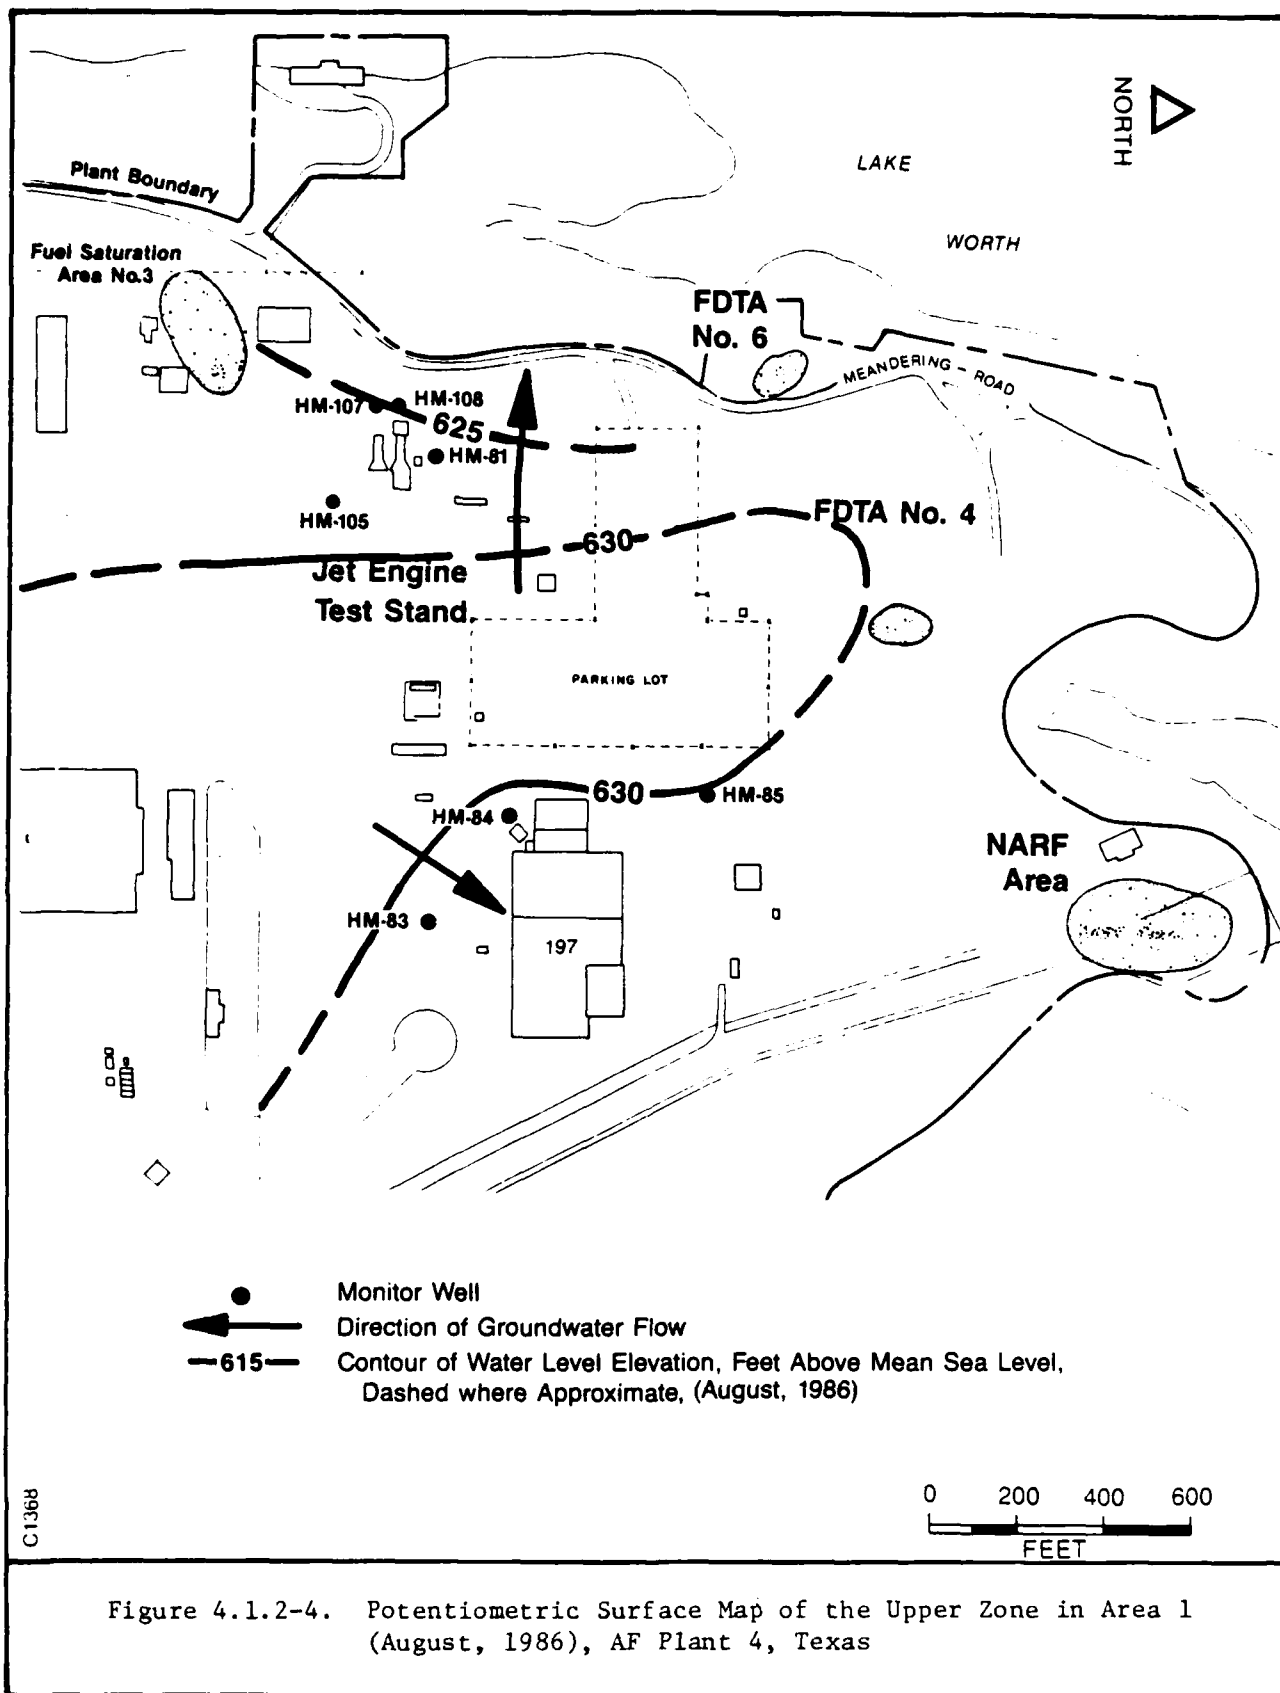 NORTH
LAKE
WORTH
Plant Boundary
Fuel Saturation
Area No.3
FDTA
No. 6
MEANDERING - ROAD
HM-107
HM-108
625
HM-81
HM-105
FDTA No. 4
630
Jet Engine
Test Stand
PARKING LOT
630
HM-85
HM-84
NARF
Area
HM-83
197
Monitor Well
Direction of Groundwater Flow
615
Contour of Water Level Elevation, Feet Above Mean Sea Level,
Dashed where Approximate, (August, 1986)
C1368
0 200 400 600
FEET
Figure 4.1.2-4. Potentiometric Surface Map of the Upper Zone in Area 1
(August, 1986), AF Plant 4, Texas